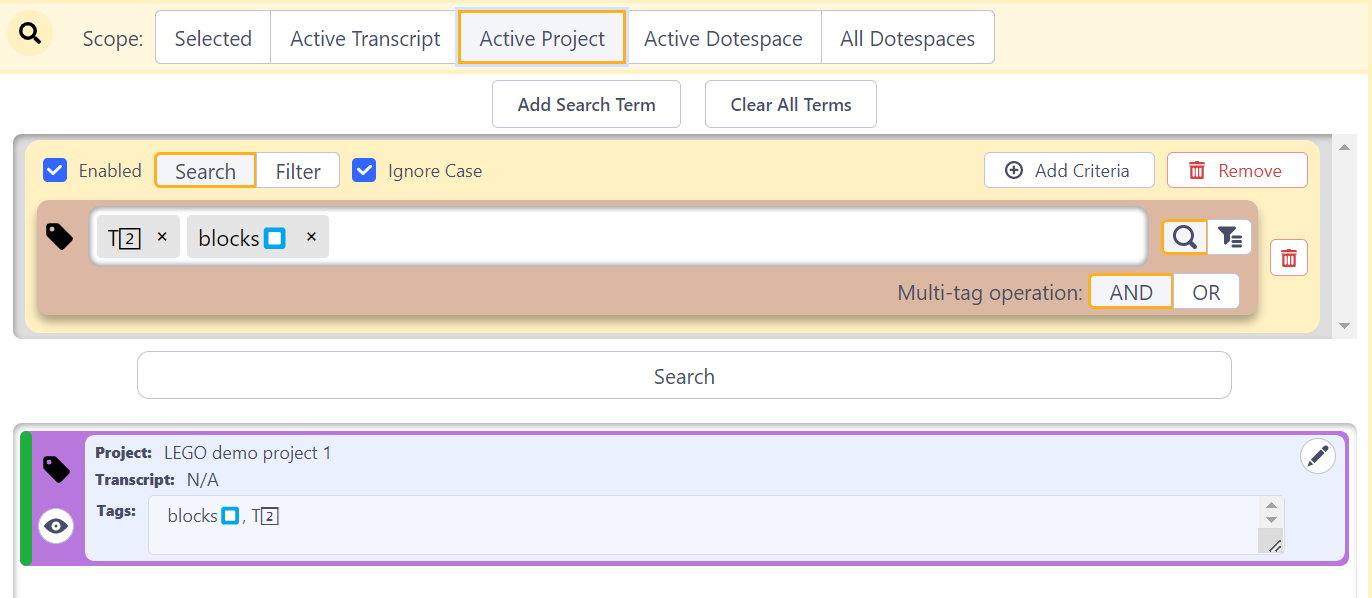 Scope: Selected Active Transcript Active Project Active Dotespace All Dotespaces
Add Search Term Clear All Terms
Enabled Search Filter Ignore Case Add Criteria Remove
T2 × blocks ×
Multi-tag operation: AND OR
Search
Project: LEGO demo project 1
Transcript: N/A
Tags: blocks, T2